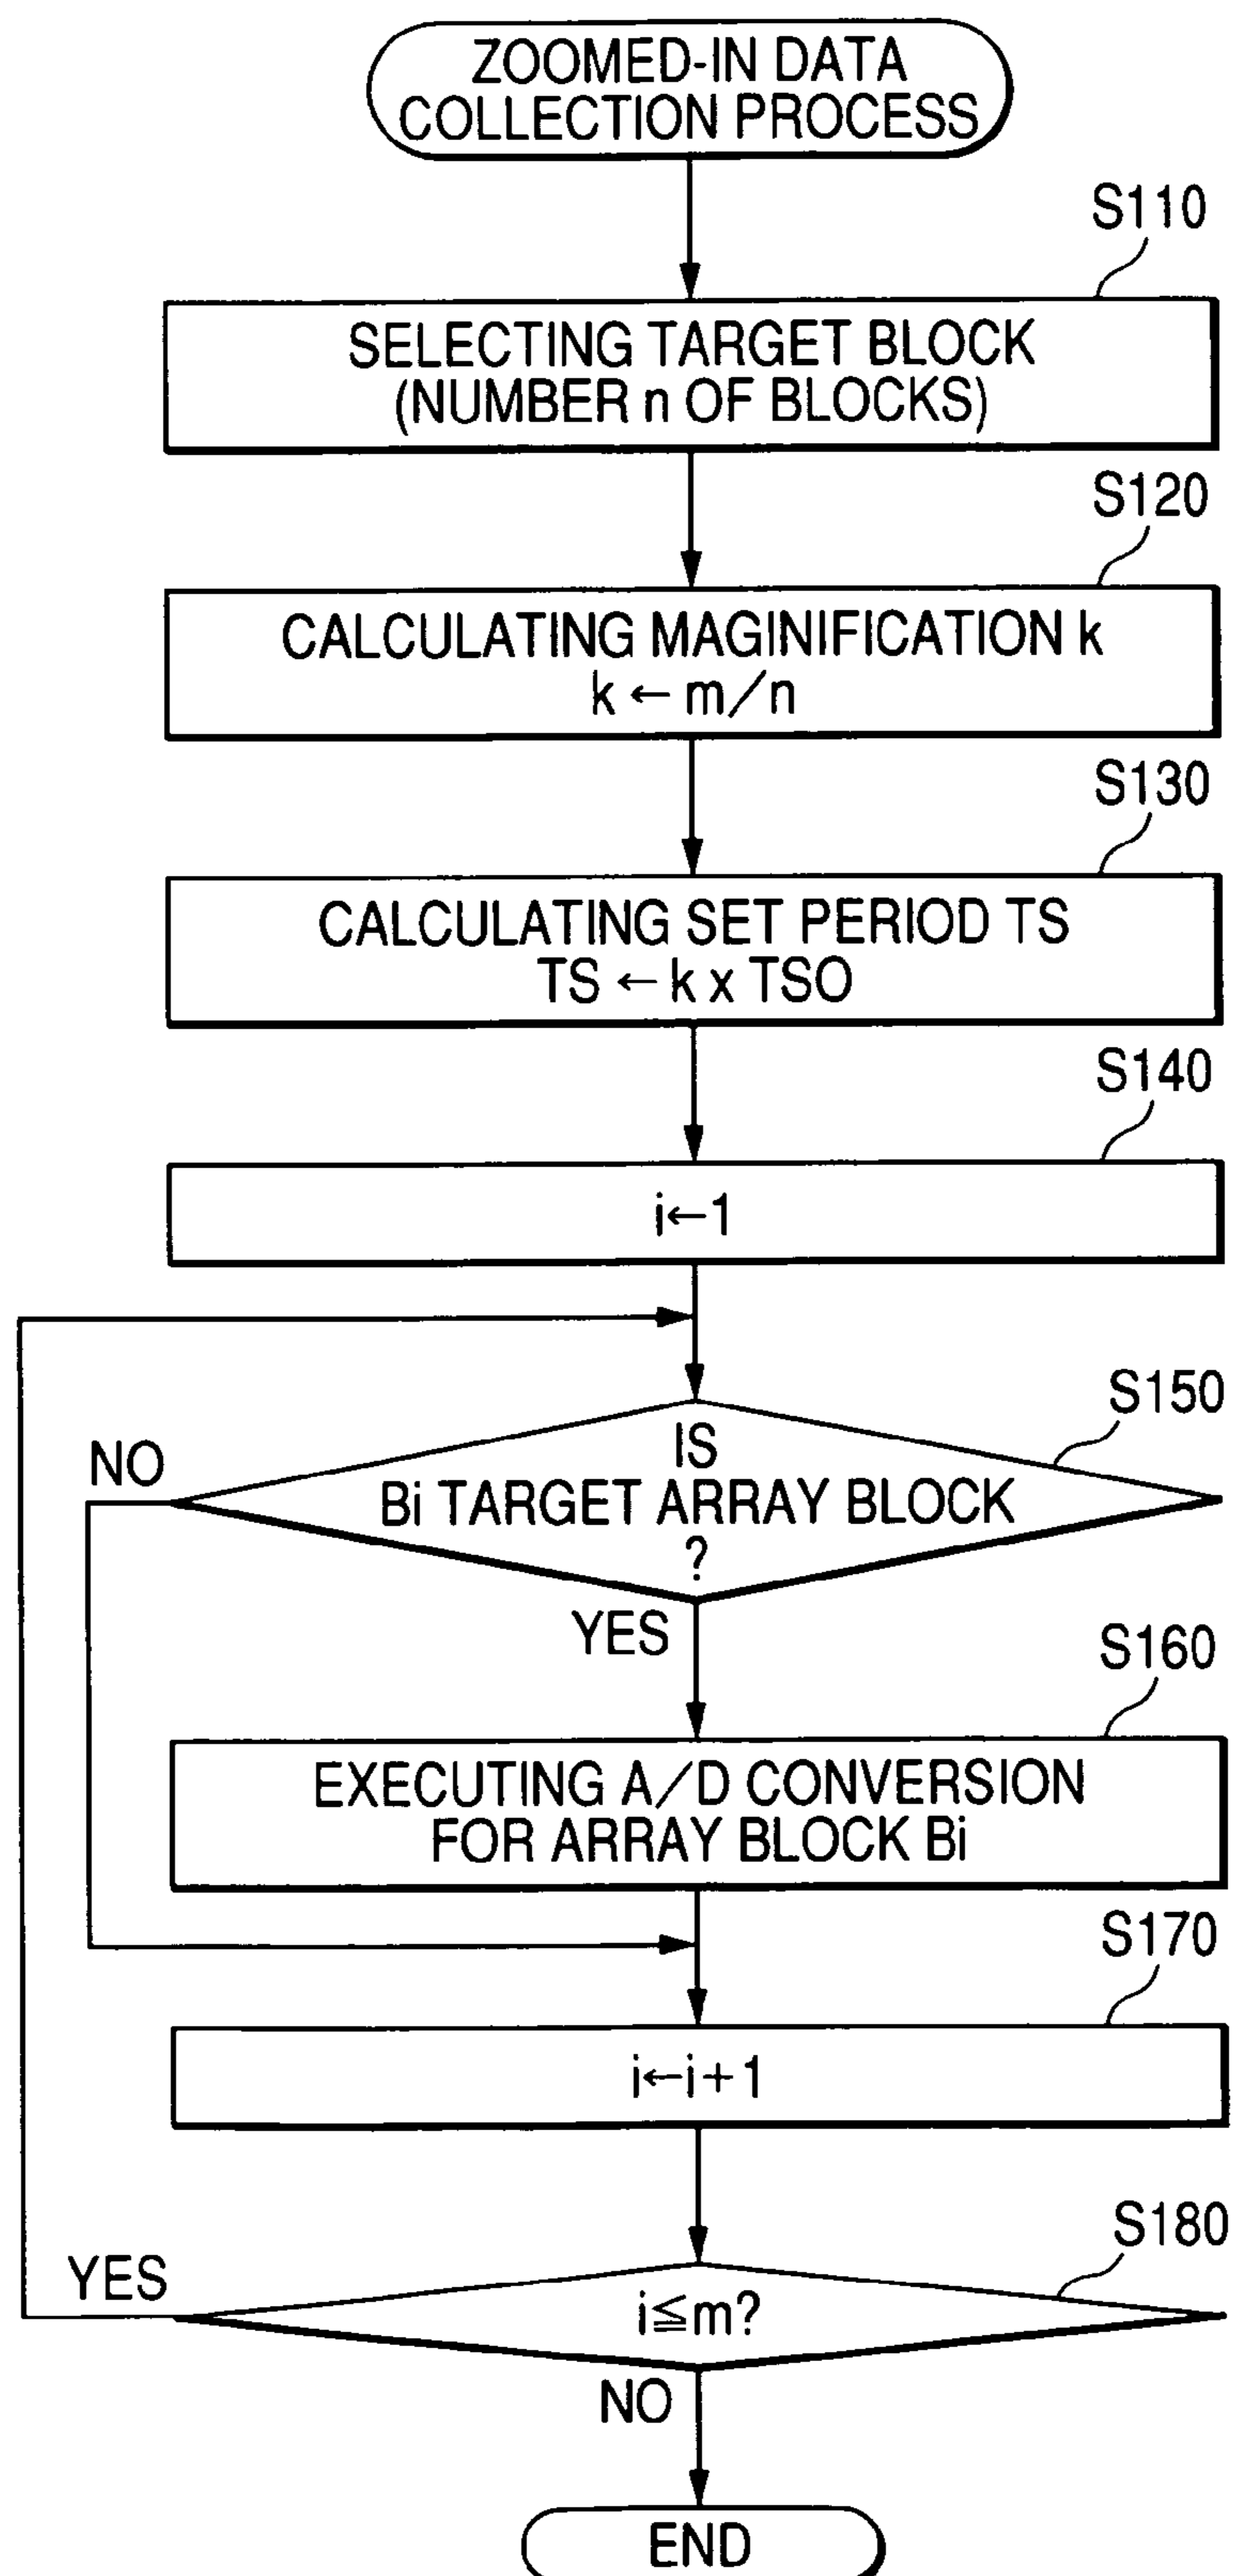 ZOOMED-IN DATA
COLLECTION PROCESS
S110
SELECTING TARGET BLOCK
(NUMBER n OF BLOCKS)
S120
CALCULATING MAGINIFICATION k
k ← m/n
S130
CALCULATING SET PERIOD TS
TS ← k x TSO
S140
i←1
S150
NO
IS
Bi TARGET ARRAY BLOCK
?
YES
S160
EXECUTING A/D CONVERSION
FOR ARRAY BLOCK Bi
S170
i←i+1
S180
YES
i≦m?
NO
END